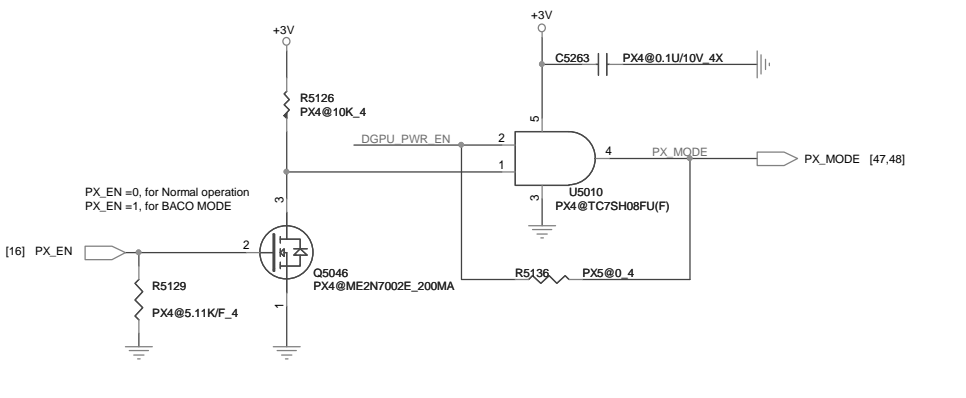 +3V
+3V
C5263 PX4@0.1U/10V_4X
R5126
PX4@10K_4
5
DGPU_PWR_EN 2
4 PX_MODE
PX_MODE [47,48]
1
PX_EN =0, for Normal operation
PX_EN =1, for BACO MODE
3
3
U5010
PX4@TC7SH08FU(F)
[16] PX_EN
2
Q5046
PX4@ME2N7002E_200MA
R5136 PX5@0_4
R5129
PX4@5.11K/F_4
1